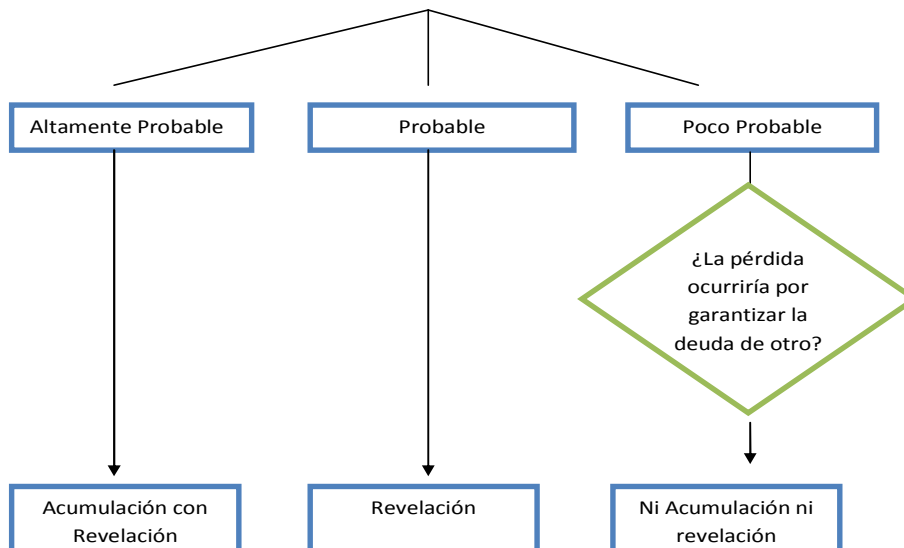 Altamente Probable
Probable
Poco Probable
¿La pérdida
ocurriría por
garantizar la
deuda de otro?
Acumulación con
Revelación
Revelación
Ni Acumulación ni
revelación